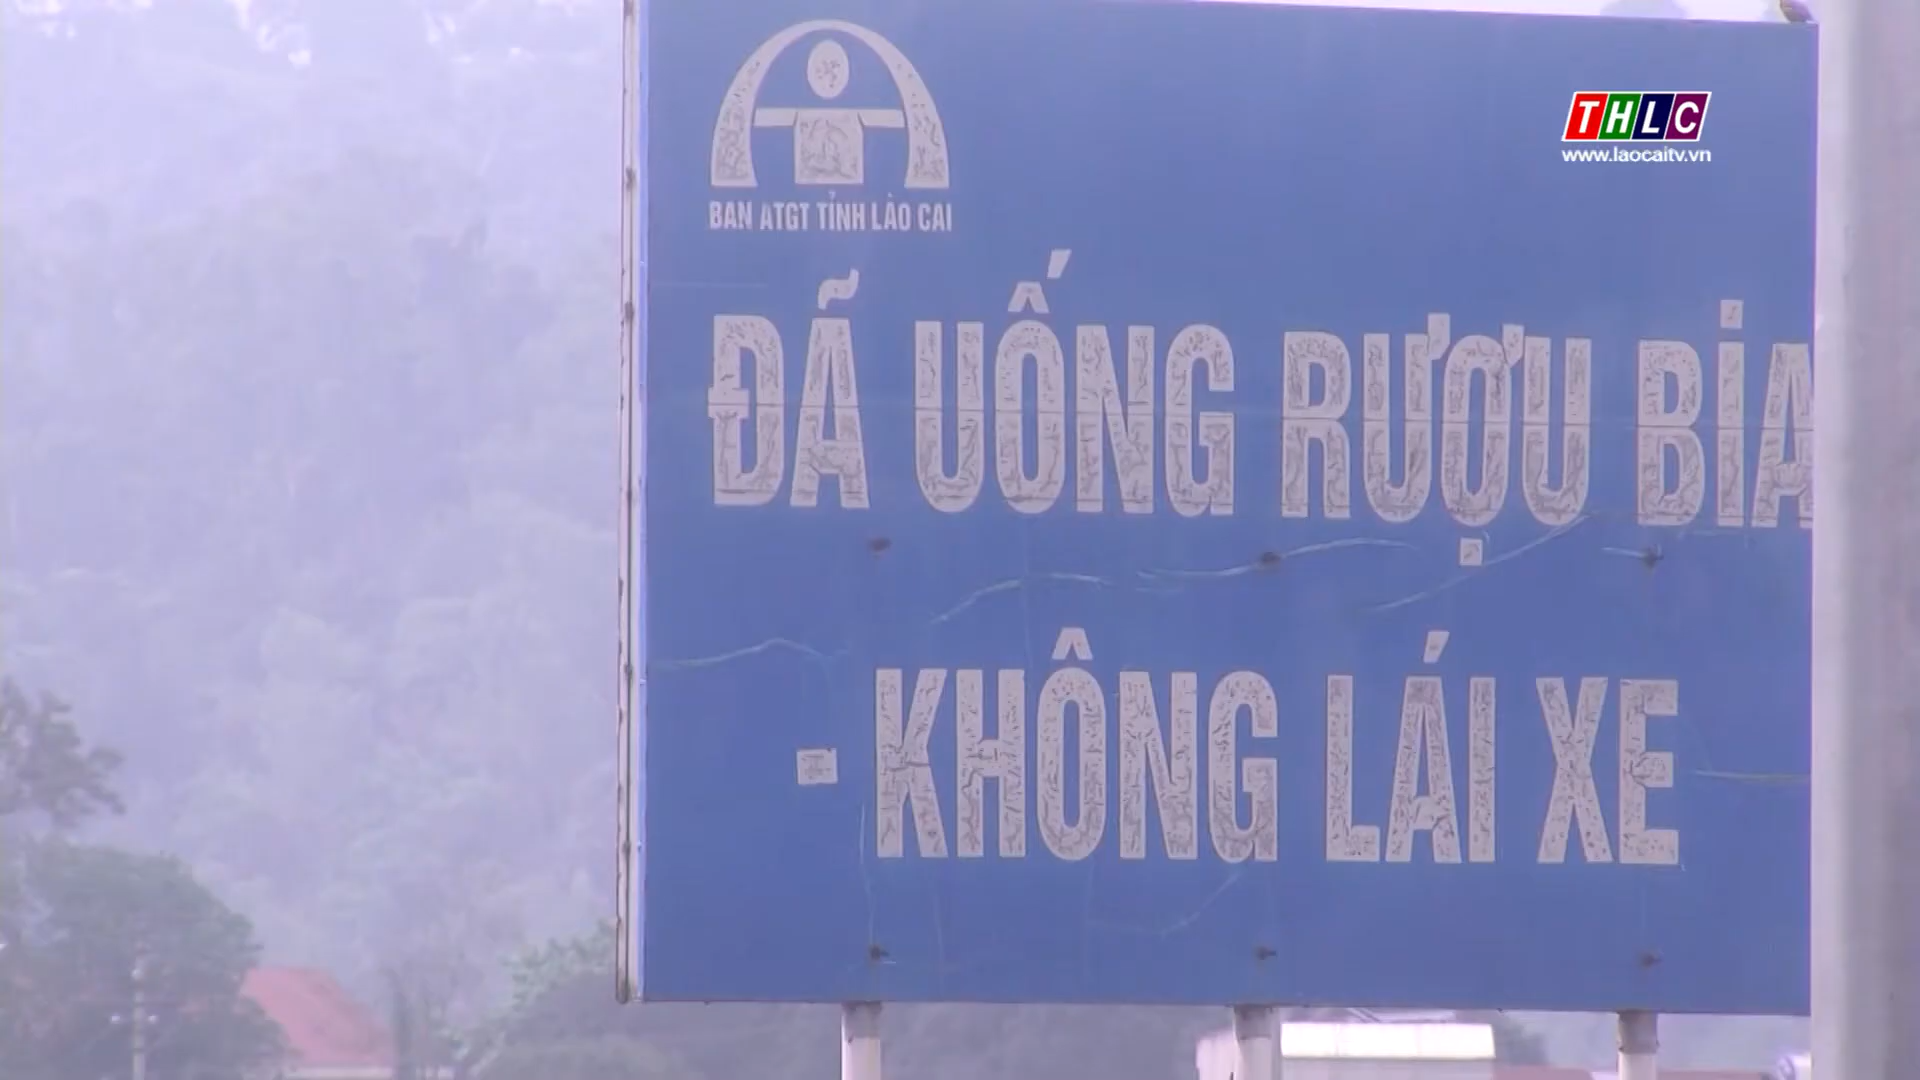 THLC
www.laocaitv.vn
BAN ATGT TỈNH LÀO CAI
ĐÃ UỐNG RƯỢU BIA
- KHÔNG LÁI XE